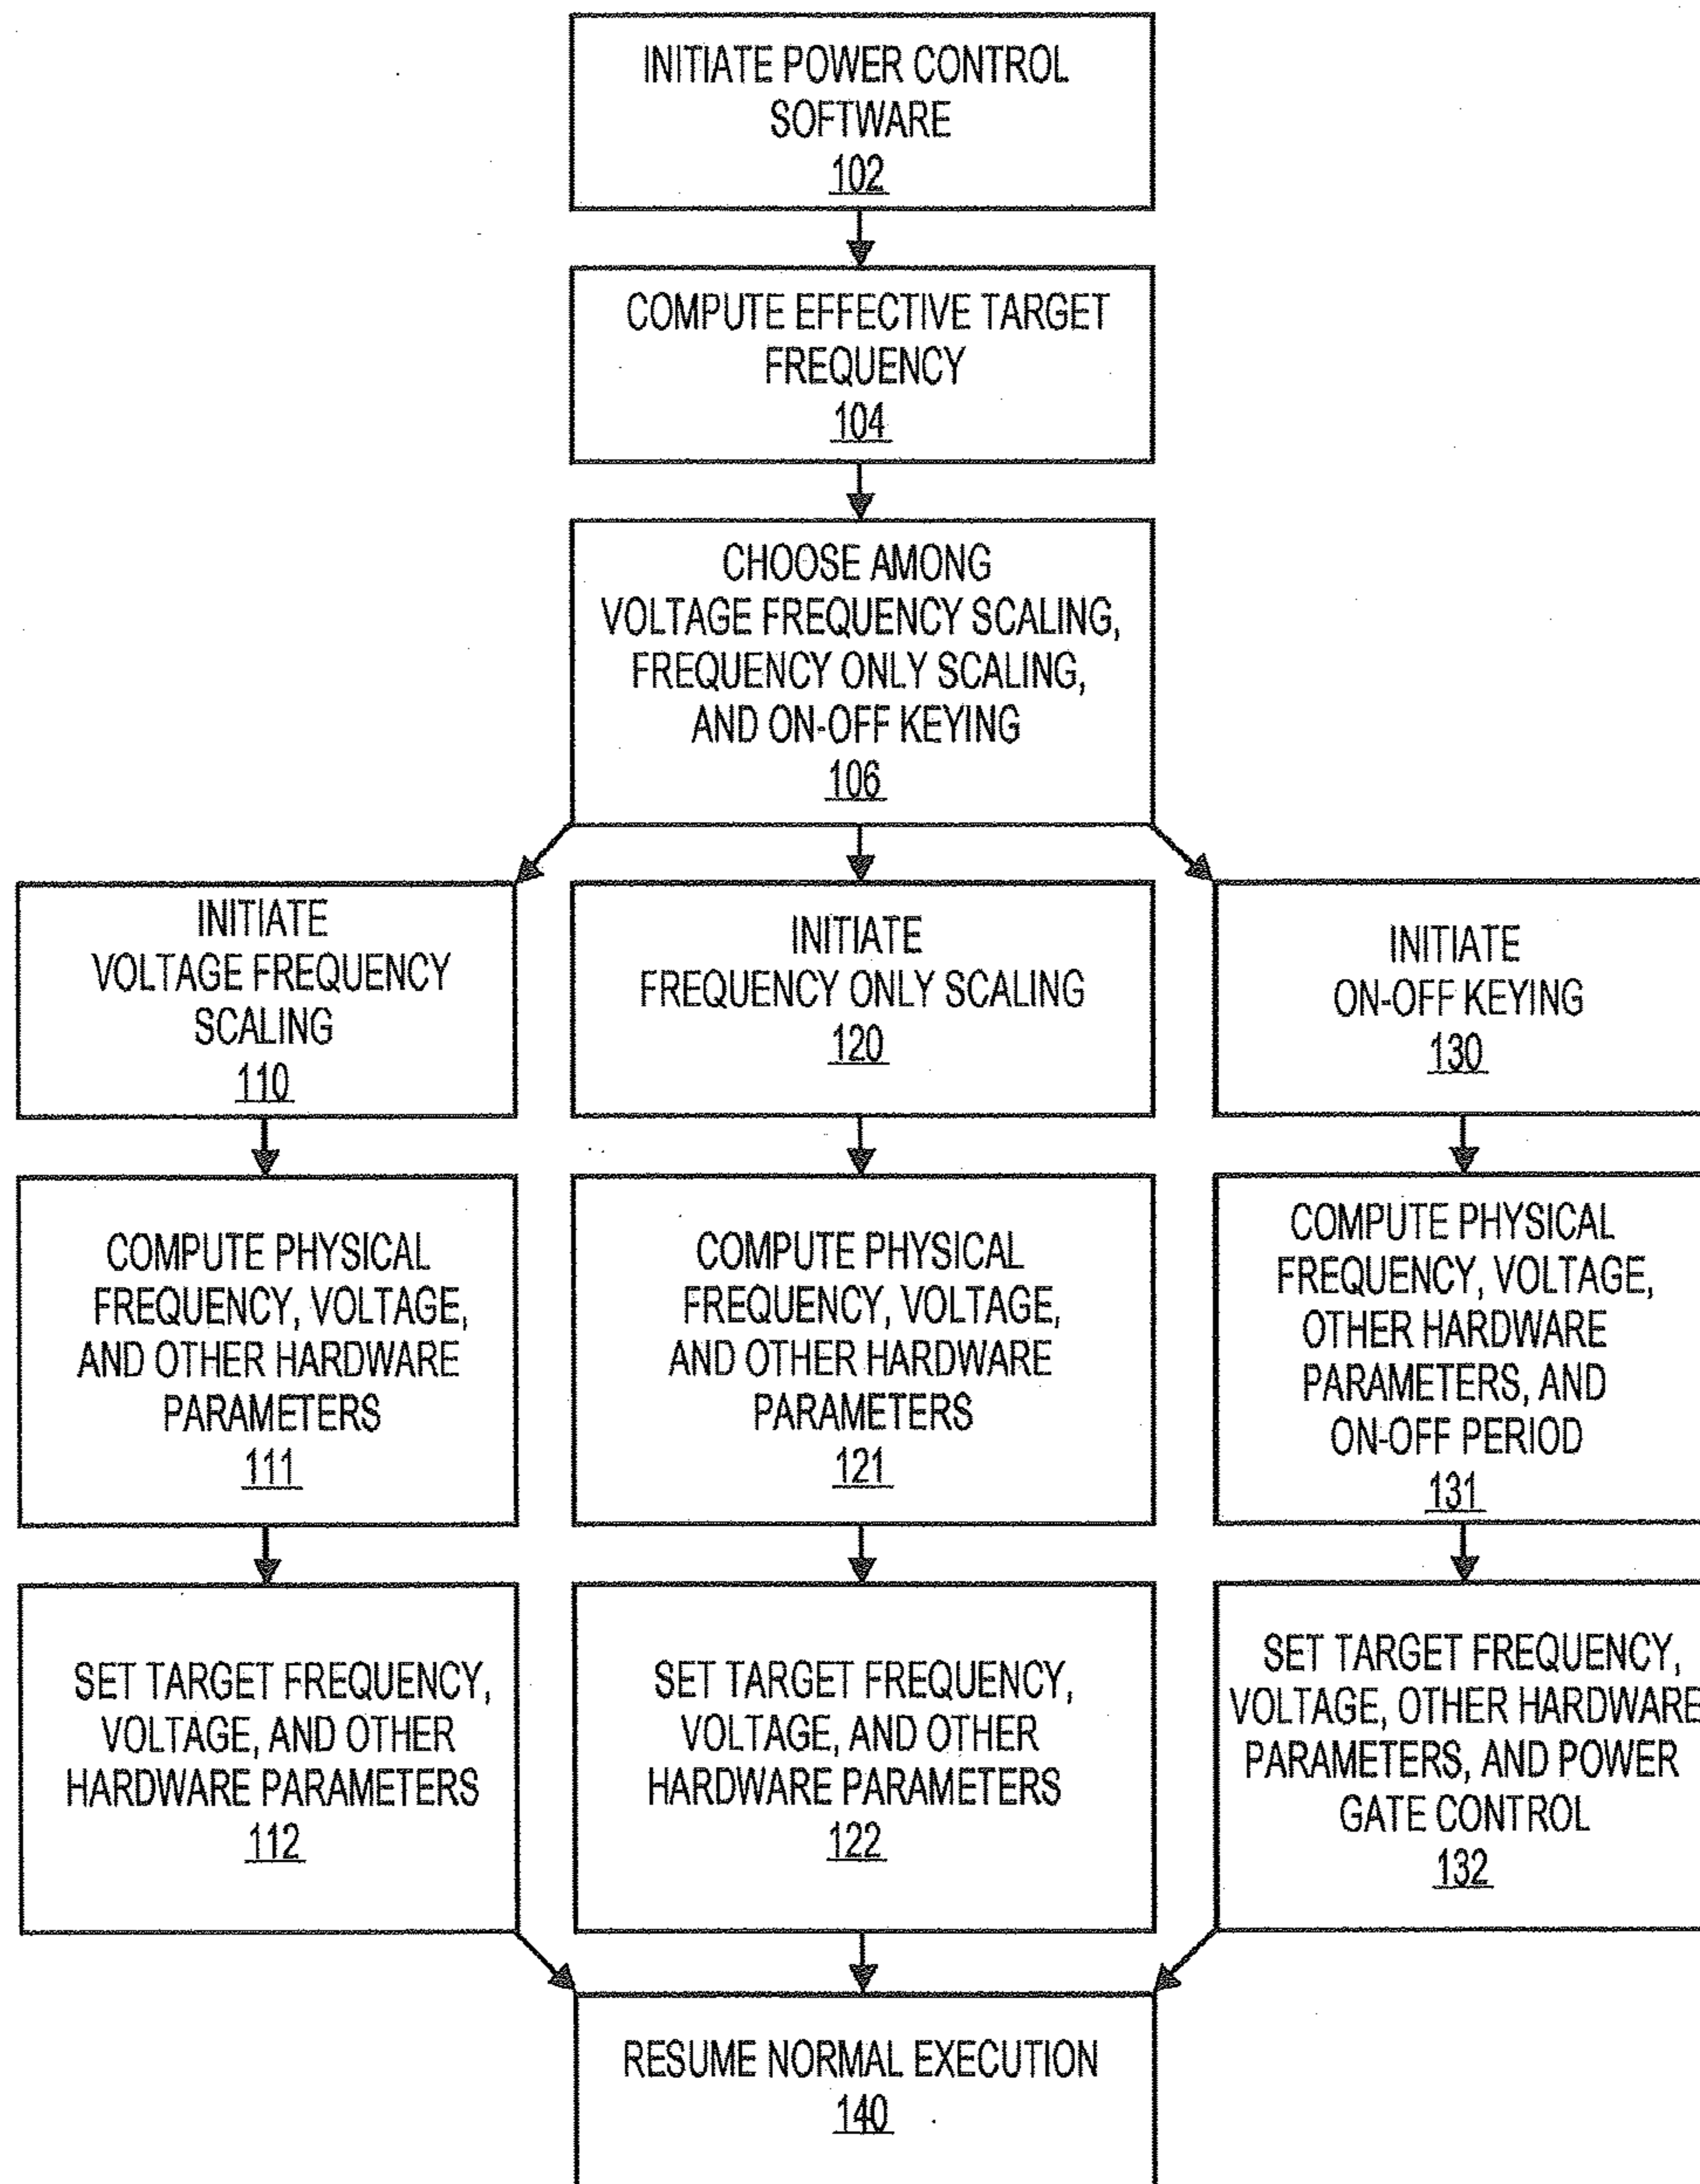 INITIATE POWER CONTROL
SOFTWARE
102
COMPUTE EFFECTIVE TARGET
FREQUENCY
104
CHOOSE AMONG
VOLTAGE FREQUENCY SCALING,
FREQUENCY ONLY SCALING,
AND ON-OFF KEYING
106
INITIATE
VOLTAGE FREQUENCY
SCALING
110
INITIATE
FREQUENCY ONLY SCALING
120
INITIATE
ON-OFF KEYING
130
COMPUTE PHYSICAL
FREQUENCY, VOLTAGE,
AND OTHER HARDWARE
PARAMETERS
111
COMPUTE PHYSICAL
FREQUENCY, VOLTAGE,
AND OTHER HARDWARE
PARAMETERS
121
COMPUTE PHYSICAL
FREQUENCY, VOLTAGE,
OTHER HARDWARE
PARAMETERS, AND
ON-OFF PERIOD
131
SET TARGET FREQUENCY,
VOLTAGE, AND OTHER
HARDWARE PARAMETERS
112
SET TARGET FREQUENCY,
VOLTAGE, AND OTHER
HARDWARE PARAMETERS
122
SET TARGET FREQUENCY,
VOLTAGE, OTHER HARDWARE
PARAMETERS, AND POWER
GATE CONTROL
132
RESUME NORMAL EXECUTION
140